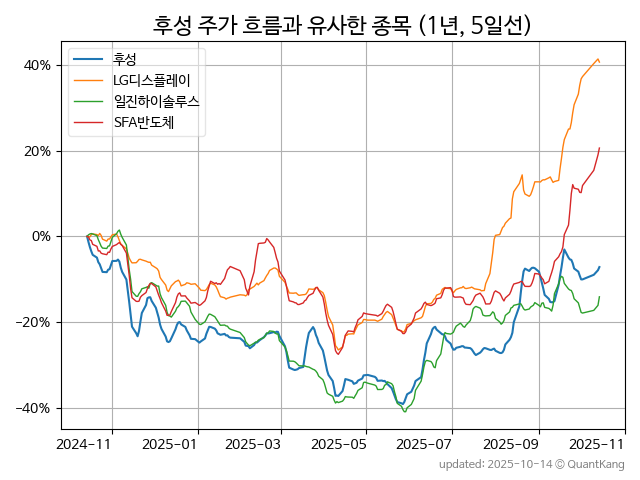 후성 주가 흐름과 유사한 종목 (1년, 5일선)
후성
LG디스플레이
일진하이솔루스
SFA반도체
40%
20%
0%
−20%
−40%
2024-11 2025-01 2025-03 2025-05 2025-07 2025-09 2025-11
updated: 2025-10-14 © QuantKang